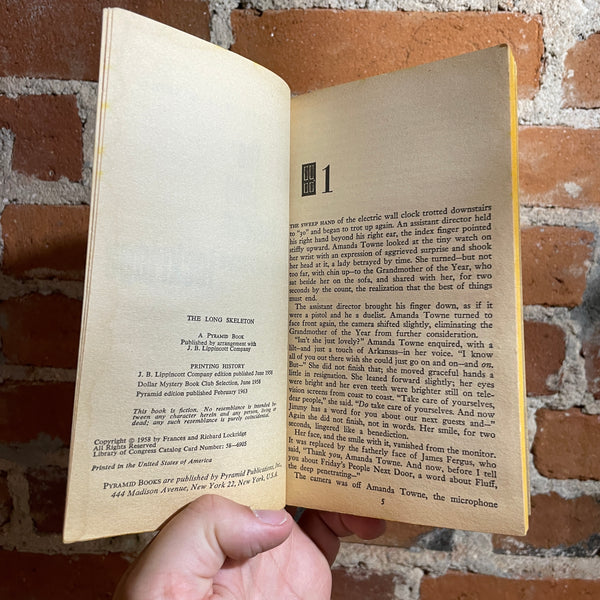 THE LONG SKELETON
A PYRAMID BOOK
Published by arrangement with
J. B. Lippincott Company
PRINTING HISTORY
J. B. Lippincott Company edition published June 1958
Dollar Mystery Book Club Selection, June 1958
Pyramid edition published February 1963
This book is fiction. No resemblance is intended be-
tween any character herein and any person, living or
dead; any such resemblance is purely coincidental.
Copyright © 1958 by Frances and Richard Lockridge
All Rights Reserved
Library of Congress Catalog Card Number: 58-6905
Printed in the United States of America
PYRAMID BOOKS are published by Pyramid Publications, Inc.
444 Madison Avenue, New York 22, New York.
1
THE SWEEP HAND of the electric wall clock trotted downstairs
to "30" and began to trot up again. An assistant director held
his right hand beyond his right ear, the index finger pointed
stiffly upward. Amanda Towne looked at the tiny watch on
her wrist with an expression of aggrieved surprise and shook
her head at it, a lady betrayed by time. She turned—but not
too far, with chin up—to the Grandmother of the Year, who
sat beside her on the sofa, and shared with her, for two
seconds by the count, the realization that the best of things
must end.
The assistant director brought his finger down, as if it
were a pistol and he a duelist. Amanda Towne turned to
face front again, the camera shifted slightly, eliminating the
Grandmother of the Year from further consideration.
"Isn't she just lovely?" Amanda Towne enquired, with a
lilt—and just a touch of Arkansas—in her voice. "I know
all of you out there wish she could just go on and on—and on,
but—" She did not finish that; she moved graceful hands a
little in resignation. She leaned forward slightly; her eyes
were bright and her even teeth were brighter still on tele-
vision screens from coast to coast. "Take care of yourselves,
dear people," she said. "Do take care of yourselves. And now
Jimmy has a word for you about our next guests and—"
Again she did not finish, not in words. Her smile, for two
seconds, lingered like a benediction.
Her face, and the smile with it, vanished from the monitor.
It was replaced by the fatherly face of James Fergus, who
said, "Thank you, Amanda Towne. And now, before I tell
you about Friday's People Next Door, a word about Fluff,
the deep penetrating—"
The camera was off Amanda Towne, the microphone
5